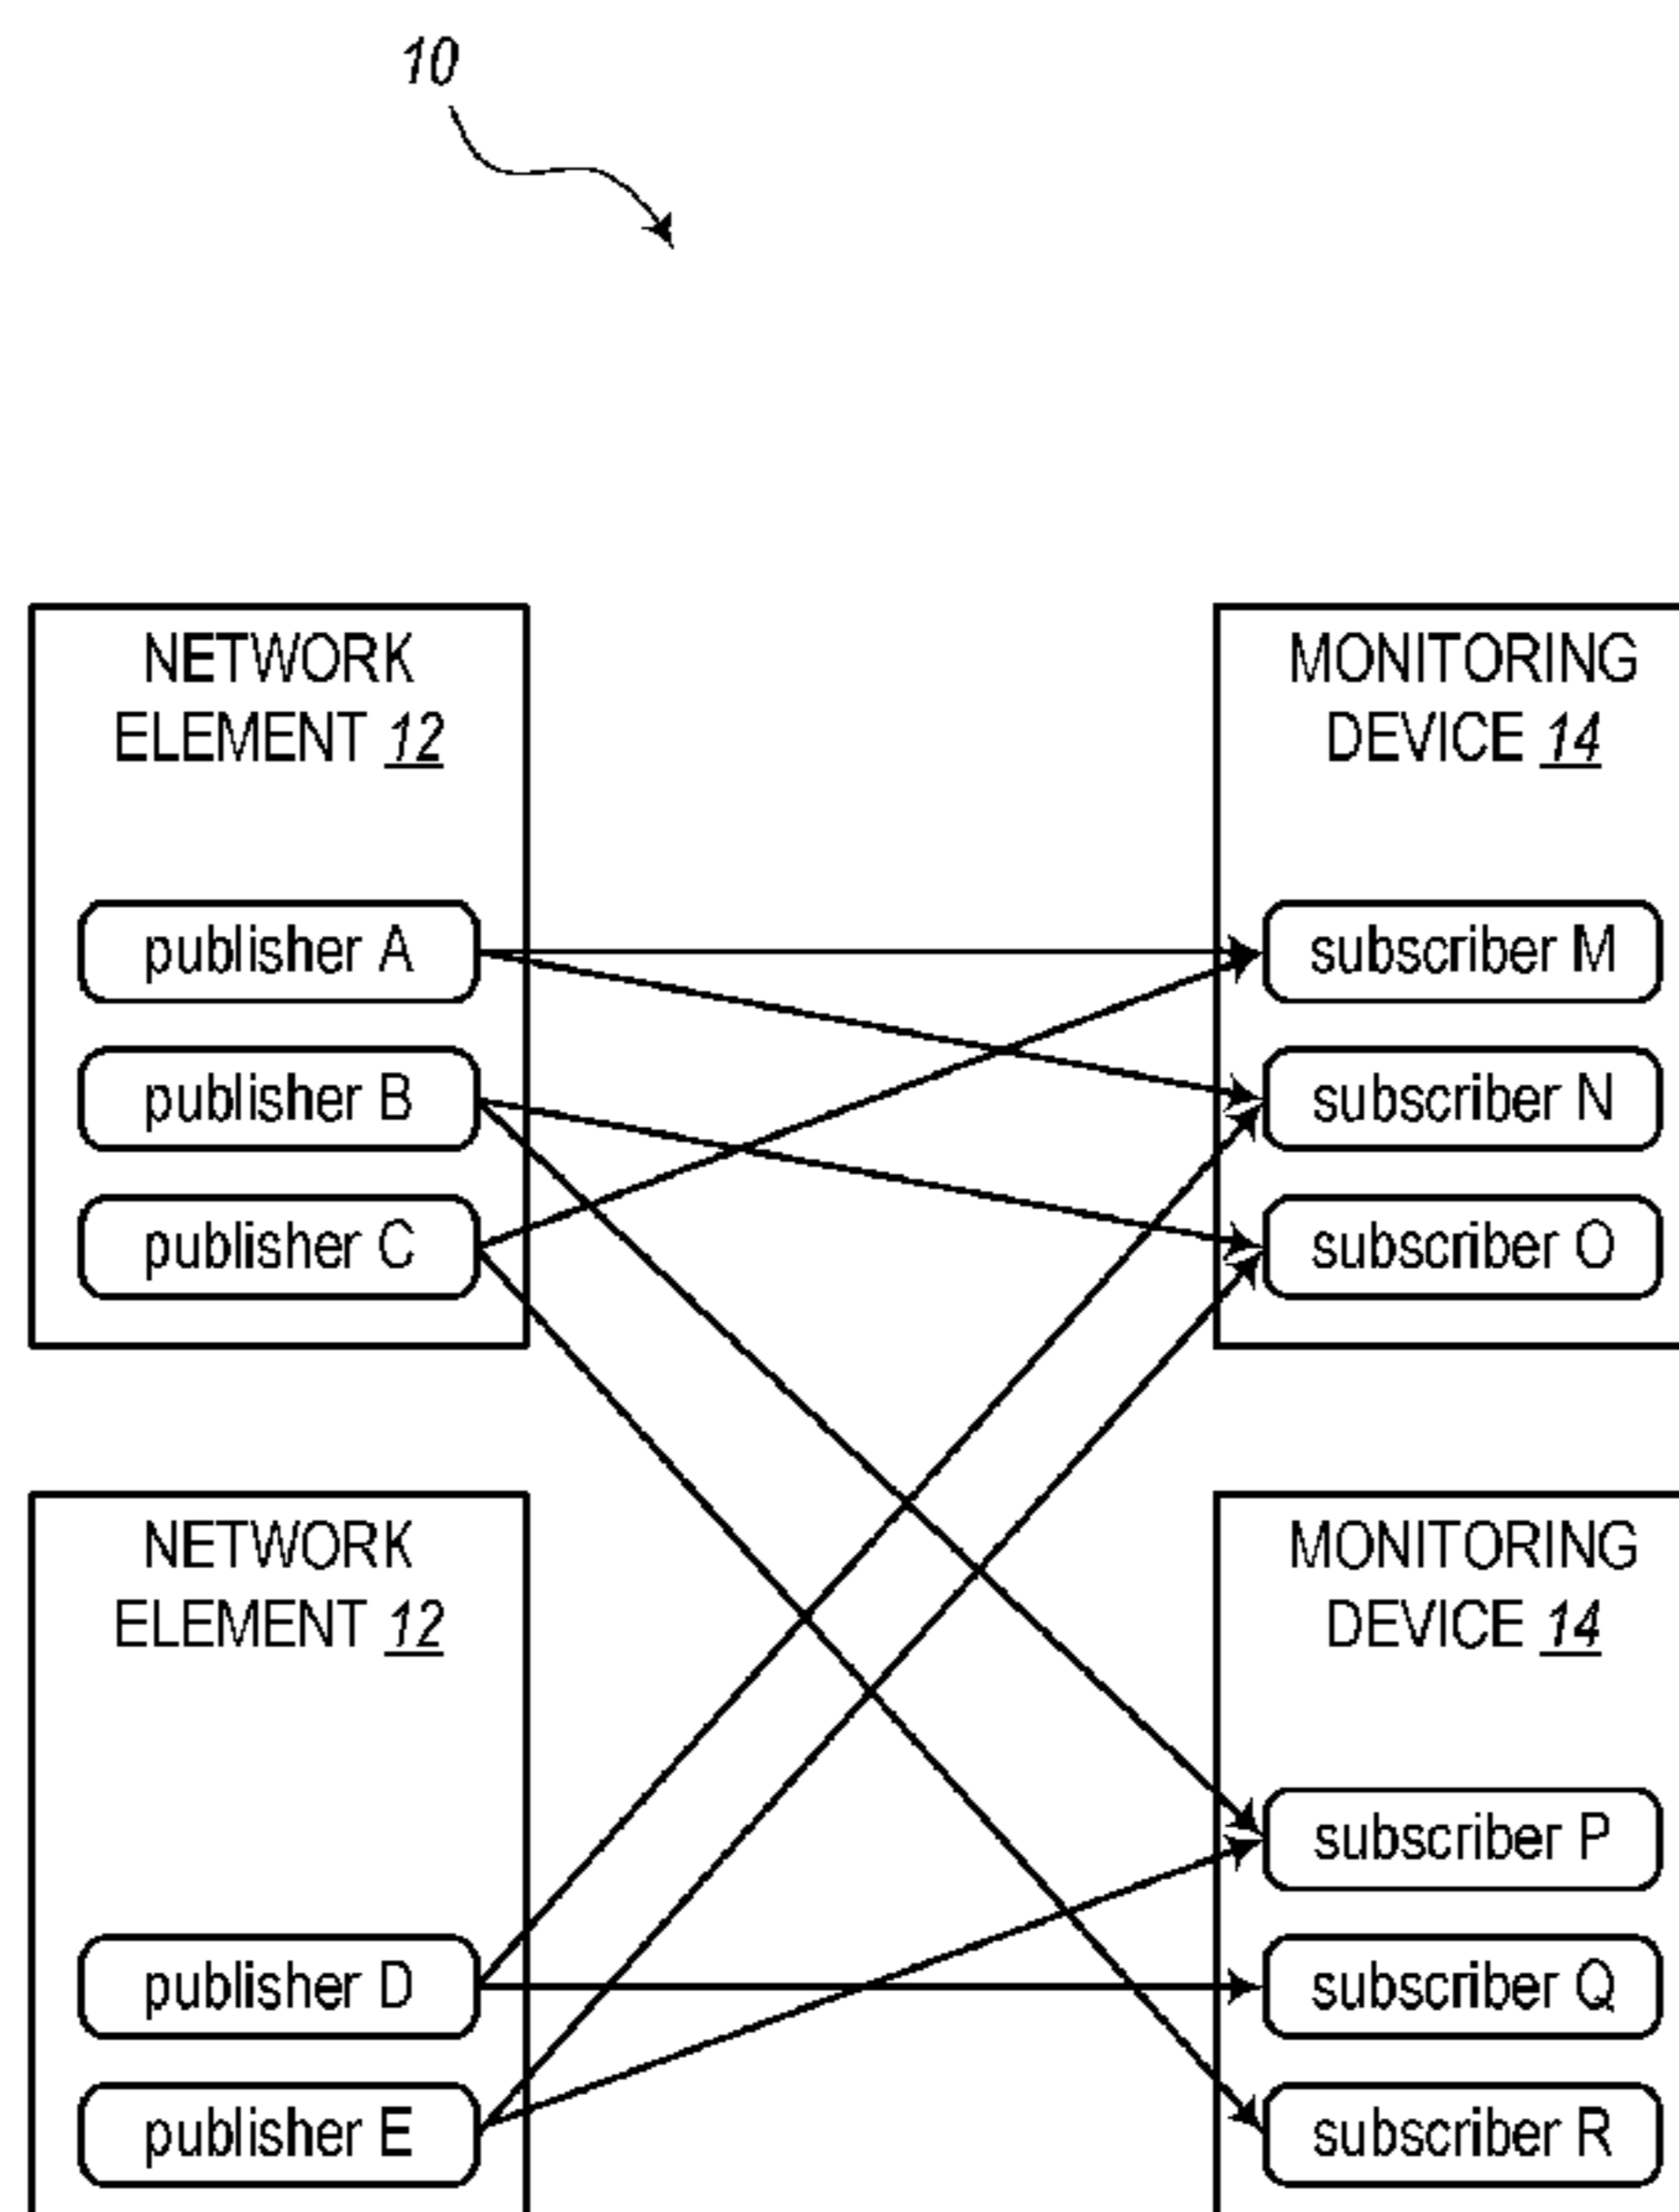 10
NETWORK
ELEMENT 12
publisher A
publisher B
publisher C
MONITORING
DEVICE 14
subscriber M
subscriber N
subscriber O
NETWORK
ELEMENT 12
publisher D
publisher E
MONITORING
DEVICE 14
subscriber P
subscriber Q
subscriber R